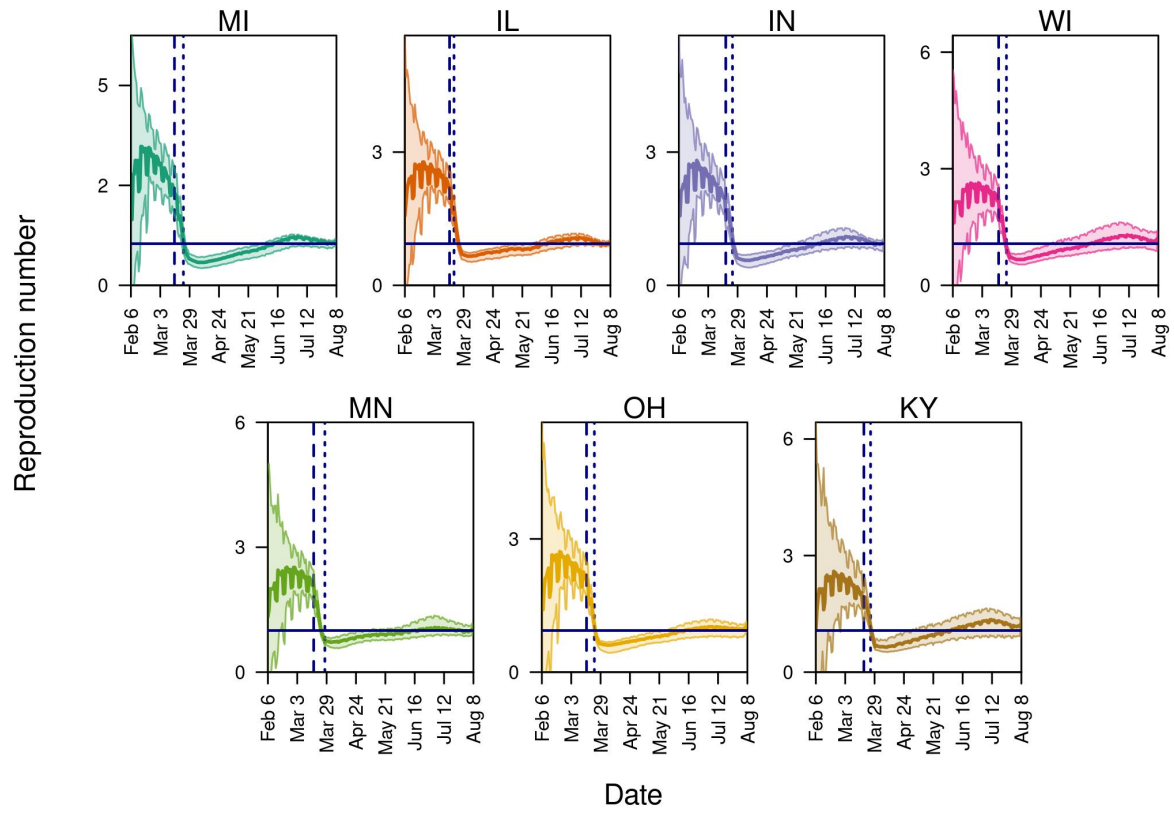 MI
IL
IN
WI
5
2
0
3
0
3
0
6
3
0
Feb 6
Mar 3
Mar 29
Apr 24
May 21
Jun 16
Jul 12
Aug 8
Feb 6
Mar 3
Mar 29
Apr 24
May 21
Jun 16
Jul 12
Aug 8
Feb 6
Mar 3
Mar 29
Apr 24
May 21
Jun 16
Jul 12
Aug 8
Feb 6
Mar 3
Mar 29
Apr 24
May 21
Jun 16
Jul 12
Aug 8
Reproduction number
MN
OH
KY
6
3
0
3
0
6
3
0
Feb 6
Mar 3
Mar 29
Apr 24
May 21
Jun 16
Jul 12
Aug 8
Feb 6
Mar 3
Mar 29
Apr 24
May 21
Jun 16
Jul 12
Aug 8
Feb 6
Mar 3
Mar 29
Apr 24
May 21
Jun 16
Jul 12
Aug 8
Date